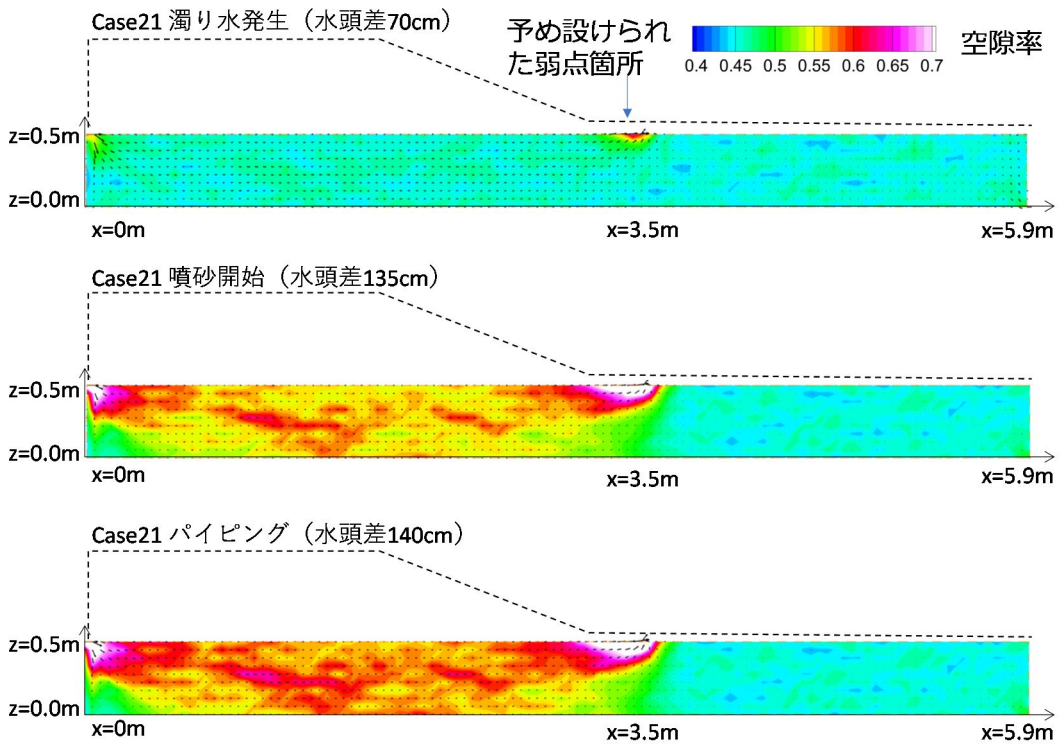 Case21 濁り水発生（水頭差70cm）
予め設けられ
た弱点箇所
空隙率
0.4 0.45 0.5 0.55 0.6 0.65 0.7
z=0.5m
z=0.0m
x=0m x=3.5m x=5.9m
Case21 噴砂開始（水頭差135cm）
z=0.5m
z=0.0m
x=0m x=3.5m x=5.9m
Case21 パイピング（水頭差140cm）
z=0.5m
z=0.0m
x=0m x=3.5m x=5.9m